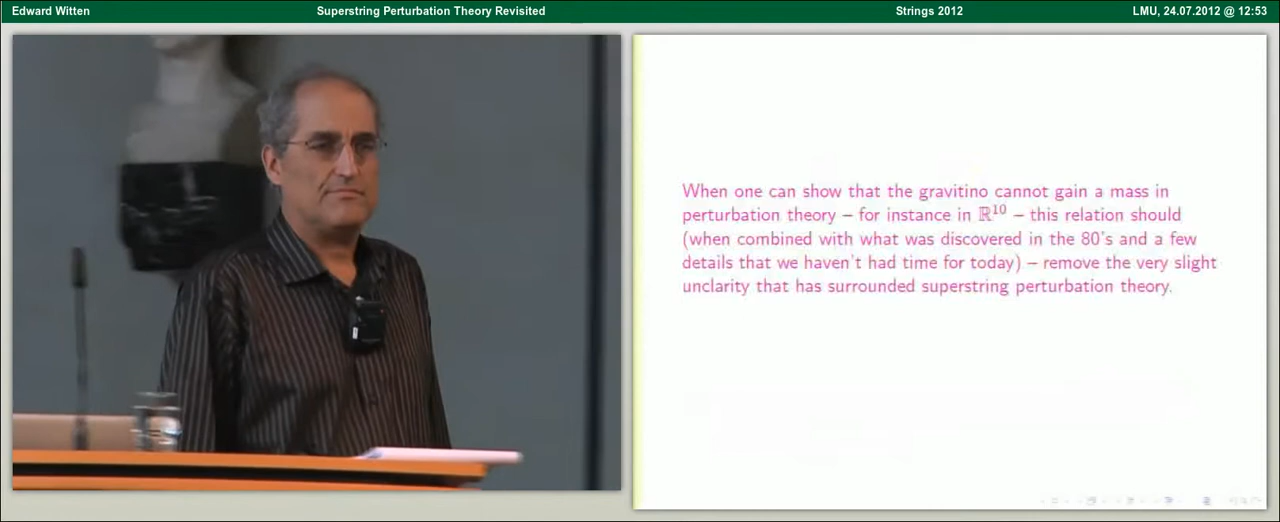 Edward Witten Superstring Perturbation Theory Revisited Strings 2012 LMU, 24.07.2012 @ 12:53
When one can show that the gravitino cannot gain a mass in
perturbation theory – for instance in ℝ¹⁰ – this relation should
(when combined with what was discovered in the 80's and a few
details that we haven't had time for today) – remove the very slight
unclarity that has surrounded superstring perturbation theory.